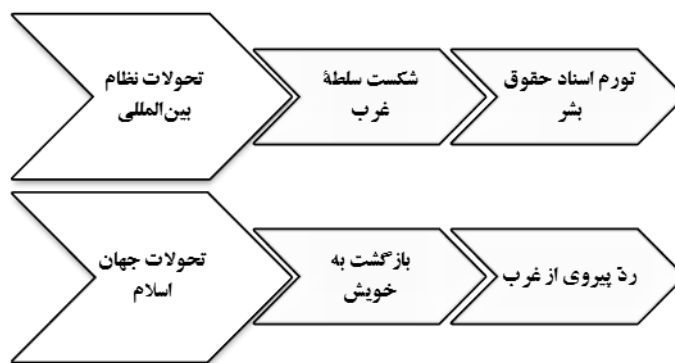 تحولات نظام
بین‌المللی
شکست سلطهٔ
غرب
تورم اسناد حقوق
بشر
تحولات جهان
اسلام
بازگشت به
خویش
ردّ پیروی از غرب